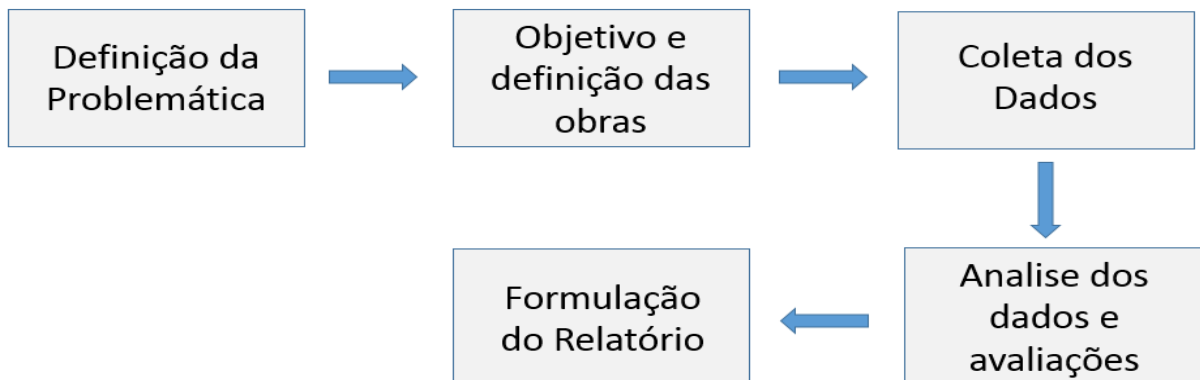 Definição da
Problemática
Objetivo e
definição das
obras
Coleta dos
Dados
Analise dos
dados e
avaliações
Formulação
do Relatório